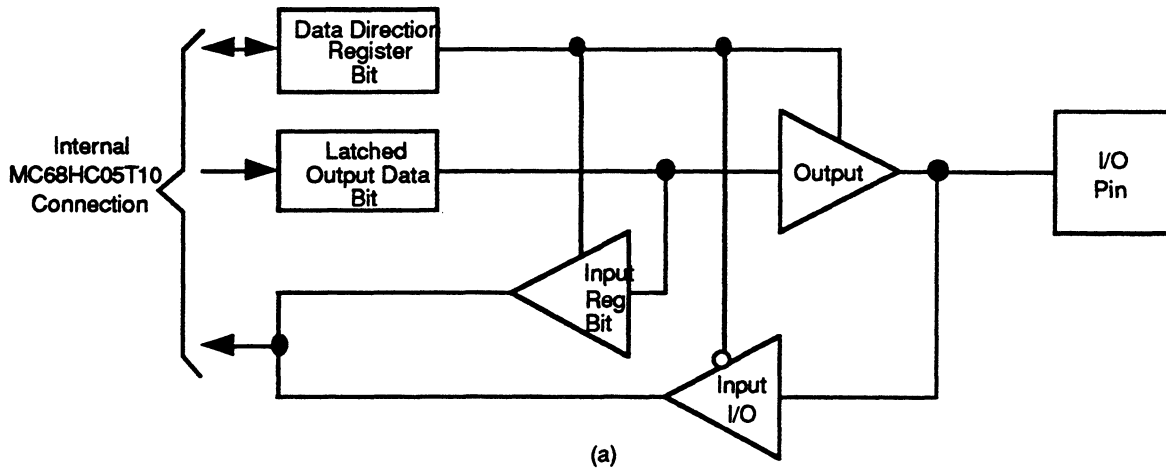 Data Direction
Register
Bit
Internal
MC68HC05T10
Connection
Latched
Output Data
Bit
Output
I/O
Pin
Input
Reg
Bit
Input
I/O
(a)